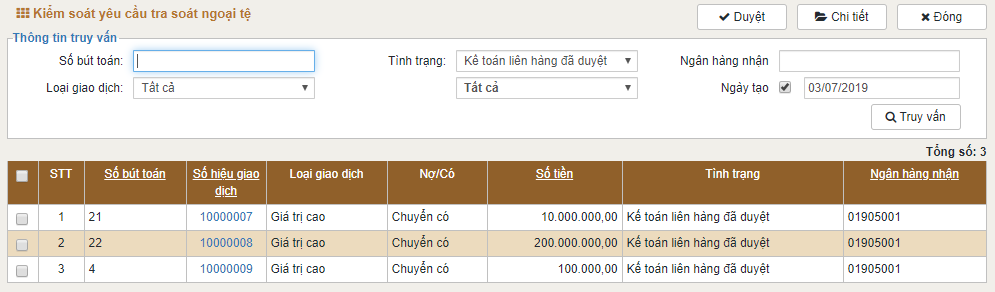 Kiểm soát yêu cầu tra soát ngoại tệ
Duyệt Chi tiết Đóng
Thông tin truy vấn
Số bút toán: Tình trạng: Kế toán liên hàng đã duyệt Ngân hàng nhận
Loại giao dịch: Tất cả Tất cả Ngày tạo 03/07/2019
Truy vấn
Tổng số: 3
STT Số bút toán Số hiệu giao dịch Loại giao dịch Nợ/Có Số tiền Tình trạng Ngân hàng nhận
1 21 10000007 Giá trị cao Chuyển có 10.000.000,00 Kế toán liên hàng đã duyệt 01905001
2 22 10000008 Giá trị cao Chuyển có 200.000.000,00 Kế toán liên hàng đã duyệt 01905001
3 4 10000009 Giá trị cao Chuyển có 100.000,00 Kế toán liên hàng đã duyệt 01905001